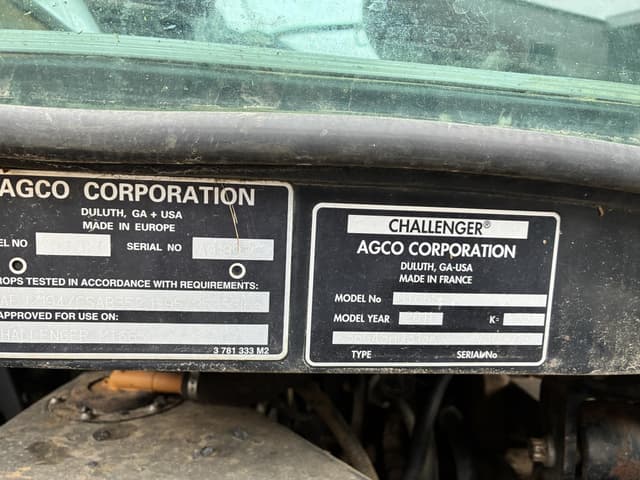 AGCO CORPORATION
DULUTH, GA + USA
MADE IN EUROPE
EL NO SERIAL NO
ROPS TESTED IN ACCORDANCE WITH REQUIREMENTS:
APPROVED FOR USE ON:
HALLENGER
3 781 333 M2
CHALLENGER®
AGCO CORPORATION
DULUTH, GA-USA
MADE IN FRANCE
MODEL No
MODEL YEAR K=
TYPE SERIAL No